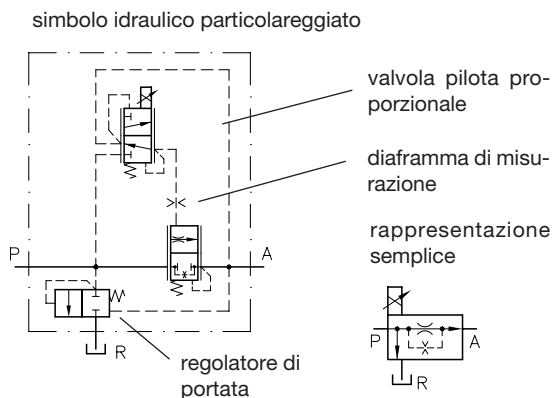 simbolo idraulico particolareggiato
valvola pilota pro-
porzionale
diaframma di misu-
razione
rappresentazione
semplice
P
A
R
regolatore di
portata
P
A
R